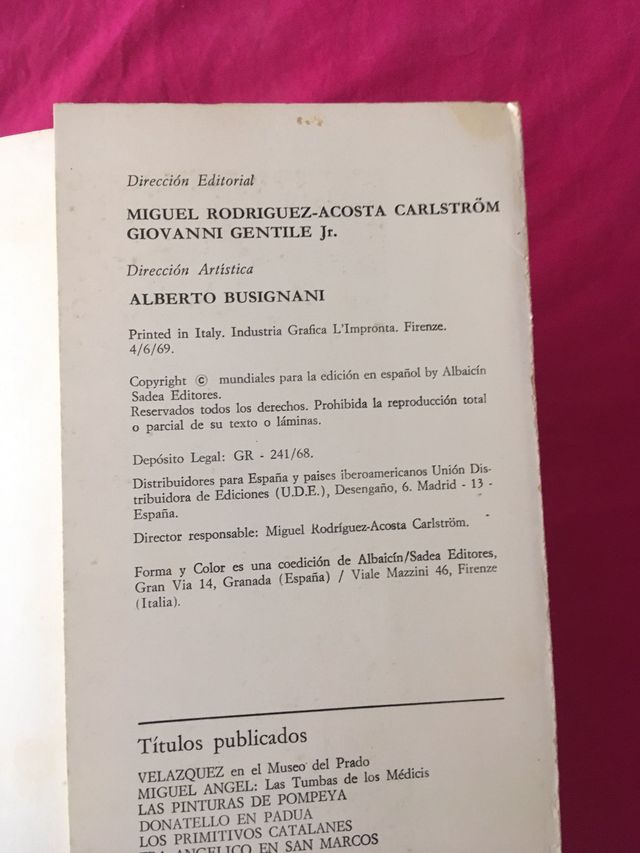 Dirección Editorial
MIGUEL RODRIGUEZ-ACOSTA CARLSTRÖM
GIOVANNI GENTILE Jr.
Dirección Artística
ALBERTO BUSIGNANI
Printed in Italy. Industria Grafica L'Impronta. Firenze.
4/6/69.
Copyright © mundiales para la edición en español by Albaicín
Sadea Editores.
Reservados todos los derechos. Prohibida la reproducción total
o parcial de su texto o láminas.
Depósito Legal: GR - 241/68.
Distribuidores para España y paises iberoamericanos Unión Dis-
tribuidora de Ediciones (U.D.E.), Desengaño, 6. Madrid - 13 -
España.
Director responsable: Miguel Rodríguez-Acosta Carlström.
Forma y Color es una coedición de Albaicín/Sadea Editores,
Gran Via 14, Granada (España) / Viale Mazzini 46, Firenze
(Italia).
Títulos publicados
VELAZQUEZ en el Museo del Prado
MIGUEL ANGEL: Las Tumbas de los Médicis
LAS PINTURAS DE POMPEYA
DONATELLO EN PADUA
LOS PRIMITIVOS CATALANES
FRA ANGELICO EN SAN MARCOS